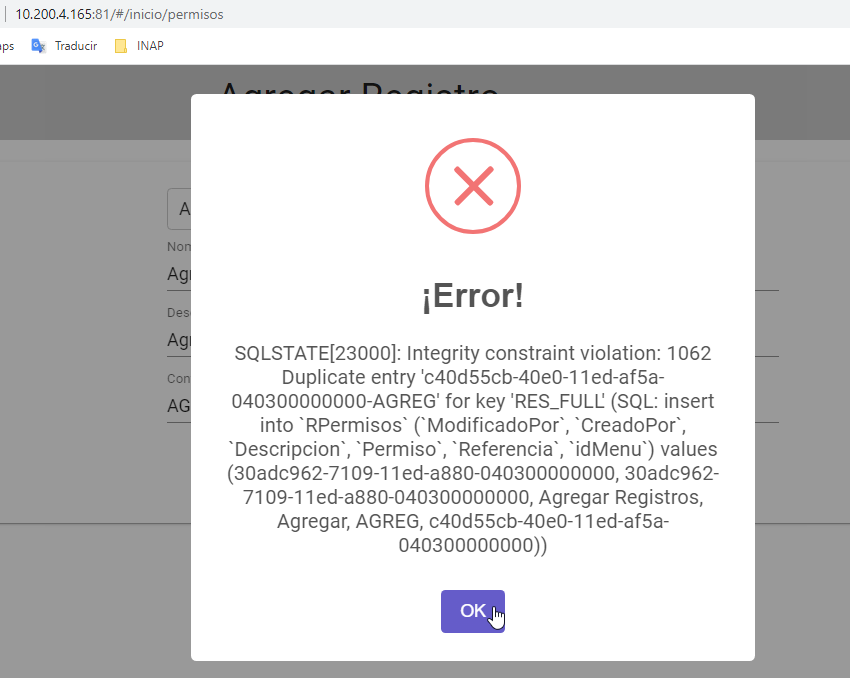 10.200.4.165:81/#/inicio/permisos
aps Traducir INAP
Agregar Registro
A
Nom
Agr
Des
Agr
Con
AG
¡Error!
SQLSTATE[23000]: Integrity constraint violation: 1062
Duplicate entry 'c40d55cb-40e0-11ed-af5a-
040300000000-AGREG' for key 'RES_FULL' (SQL: insert
into `RPermisos` (`ModificadoPor`, `CreadoPor`,
`Descripcion`, `Permiso`, `Referencia`, `idMenu`) values
(30adc962-7109-11ed-a880-040300000000, 30adc962-
7109-11ed-a880-040300000000, Agregar Registros,
Agregar, AGREG, c40d55cb-40e0-11ed-af5a-
040300000000))
OK